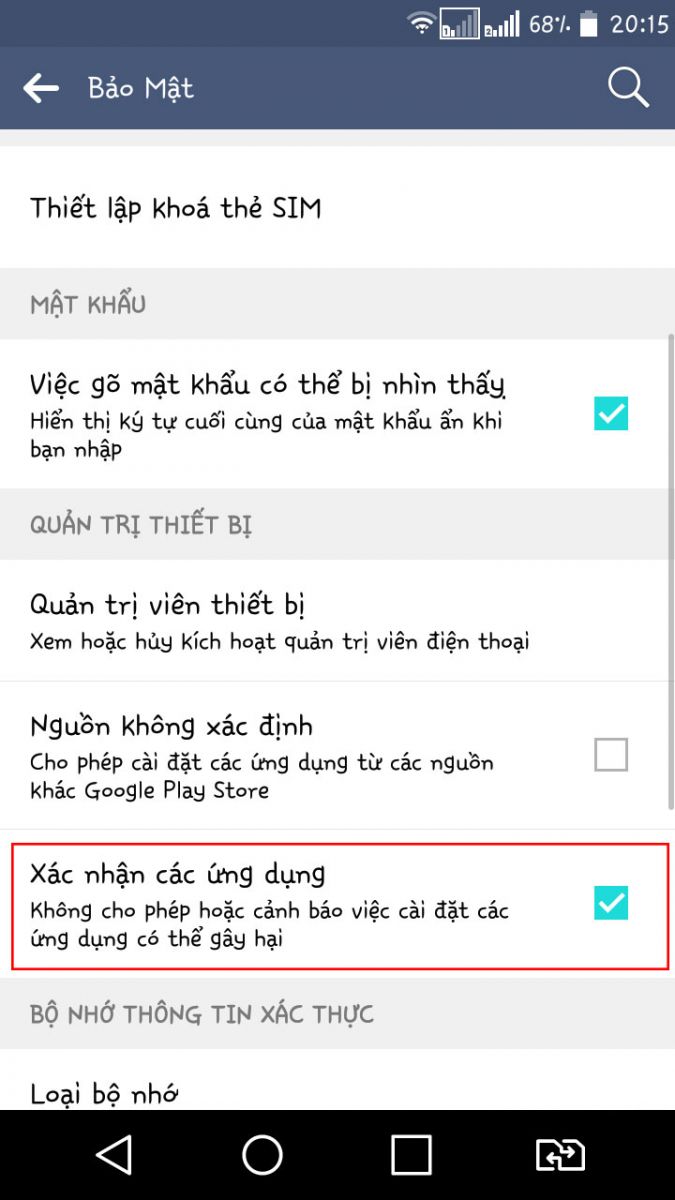 68% 20:15
Bảo Mật
Thiết lập khoá thẻ SIM
MẬT KHẨU
Việc gõ mật khẩu có thể bị nhìn thấy
Hiển thị ký tự cuối cùng của mật khẩu ẩn khi
bạn nhập
QUẢN TRỊ THIẾT BỊ
Quản trị viên thiết bị
Xem hoặc hủy kích hoạt quản trị viên điện thoại
Nguồn không xác định
Cho phép cài đặt các ứng dụng từ các nguồn
khác Google Play Store
Xác nhận các ứng dụng
Không cho phép hoặc cảnh báo việc cài đặt các
ứng dụng có thể gây hại
BỘ NHỚ THÔNG TIN XÁC THỰC
Loại bộ nhớ